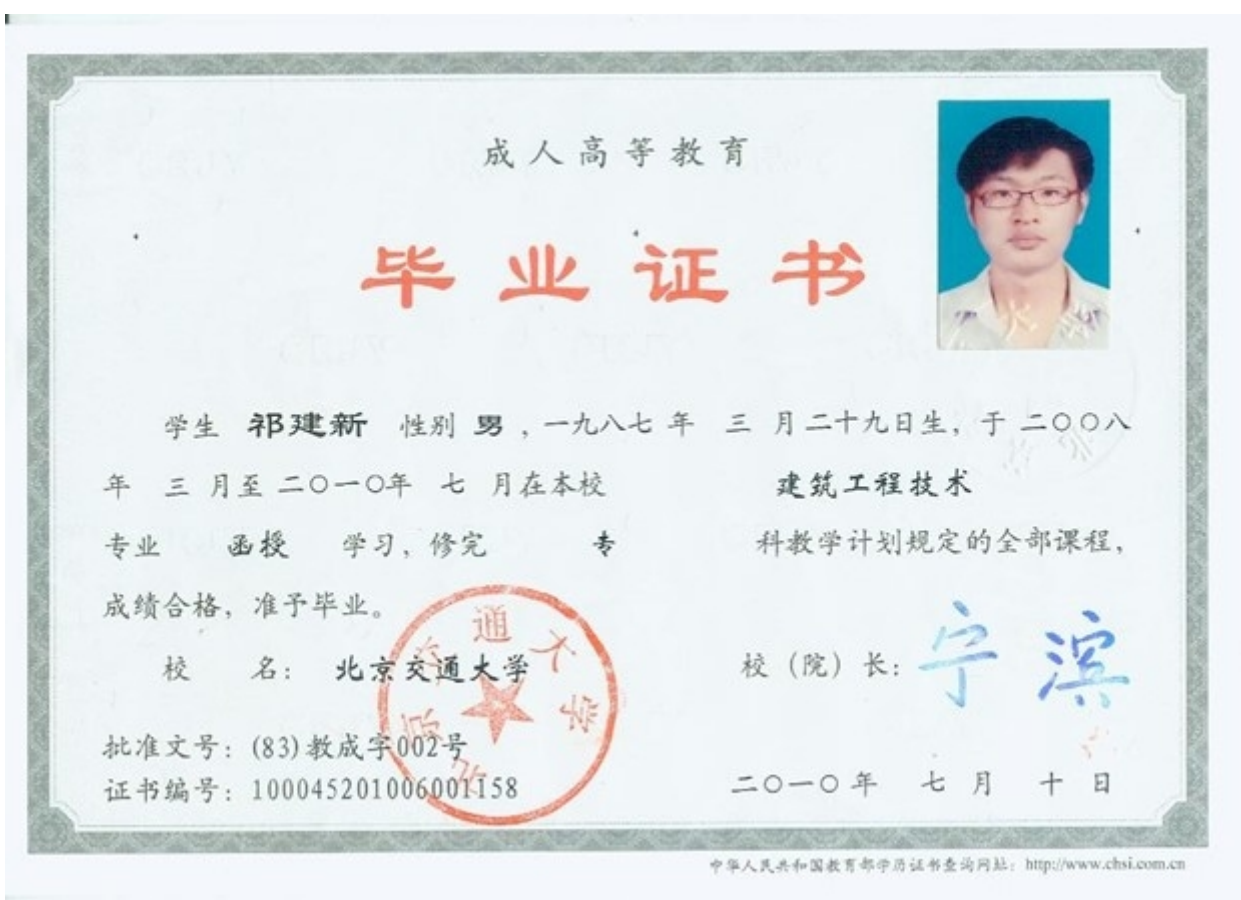 成人高等教育
毕业证书
学生 祁建新 性别 男，一九八七年 三 月二十九日生，于二〇〇八
年 三 月至二〇一〇年 七 月在本校 建筑工程技术
专业 函授 学习，修完 专 科教学计划规定的全部课程，
成绩合格，准予毕业。
校 名： 北京交通大学 校（院）长：宁滨
北京交通大学
批准文号：(83)教成字002号
证书编号：100045201006001158 二〇一〇年 七月 十日
中华人民共和国教育部学历证书查询网址：http://www.chsi.com.cn